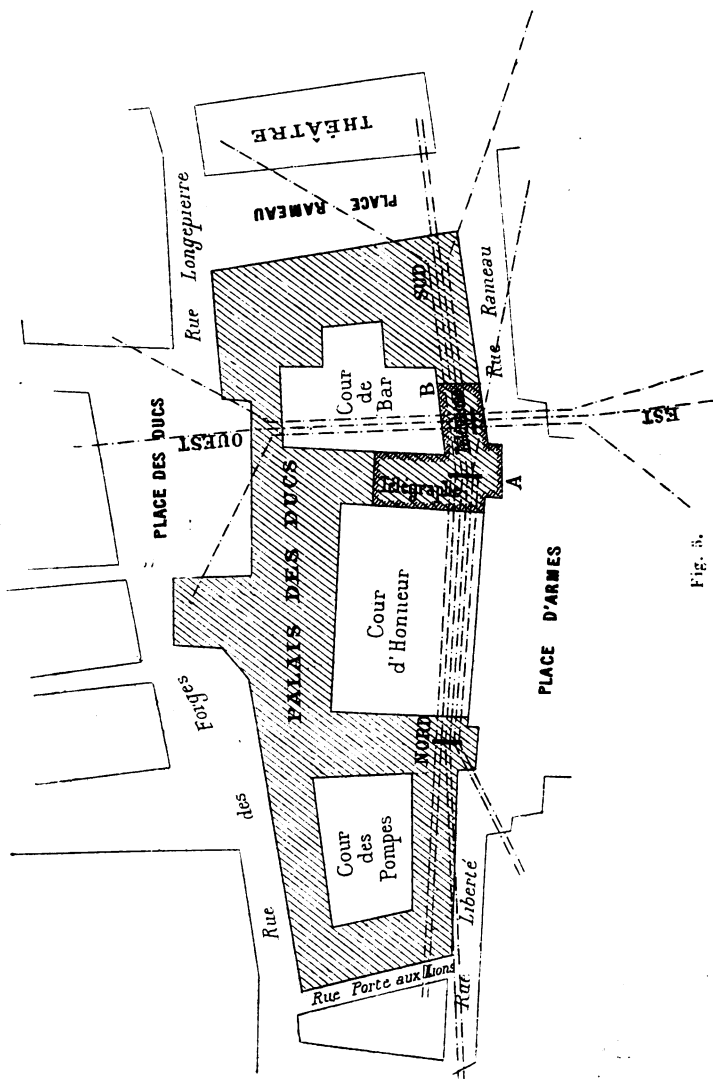 THÉÂTRE
PLACE RAMEAU
Rue Longepierre
PLACE DES DUCS
OUEST
Cour
de
Bar
B
SUD
Rue Rameau
EST
Télégraphe
A
PALAIS DES DUCS
Cour
d'Honneur
PLACE D'ARMES
NORD
Rue des Forges
Cour
des
Pompes
Rue Porte aux Lions
Rue Liberté
Fig. 5.